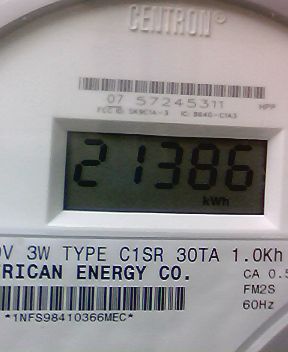 CENTRON®
07 57245311 HPP
FCC ID: SK9C1A-3 IC: 864G-C1A3
21386
kWh
V 3W TYPE C1SR 30TA 1.0Kh
RICAN ENERGY CO.
CA 0.5
FM2S
60Hz
*1NFS98410366MEC*